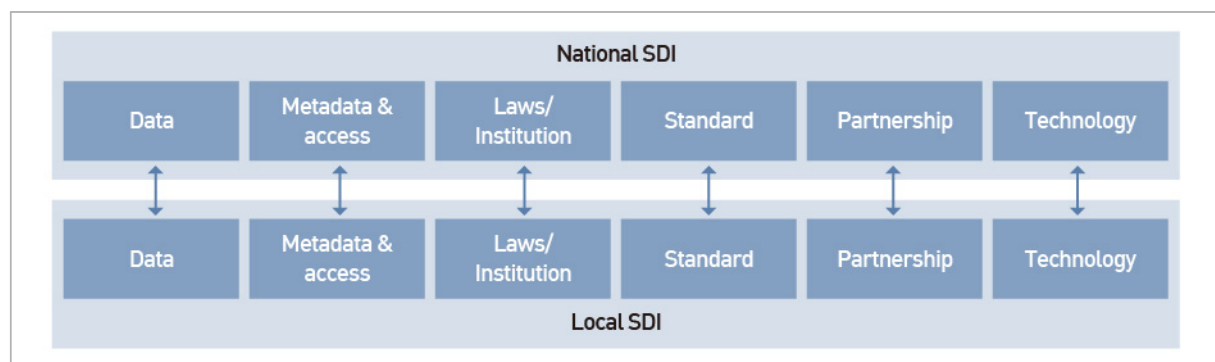 National SDI
Data
Metadata &
access
Laws/
Institution
Standard
Partnership
Technology
Data
Metadata &
access
Laws/
Institution
Standard
Partnership
Technology
Local SDI